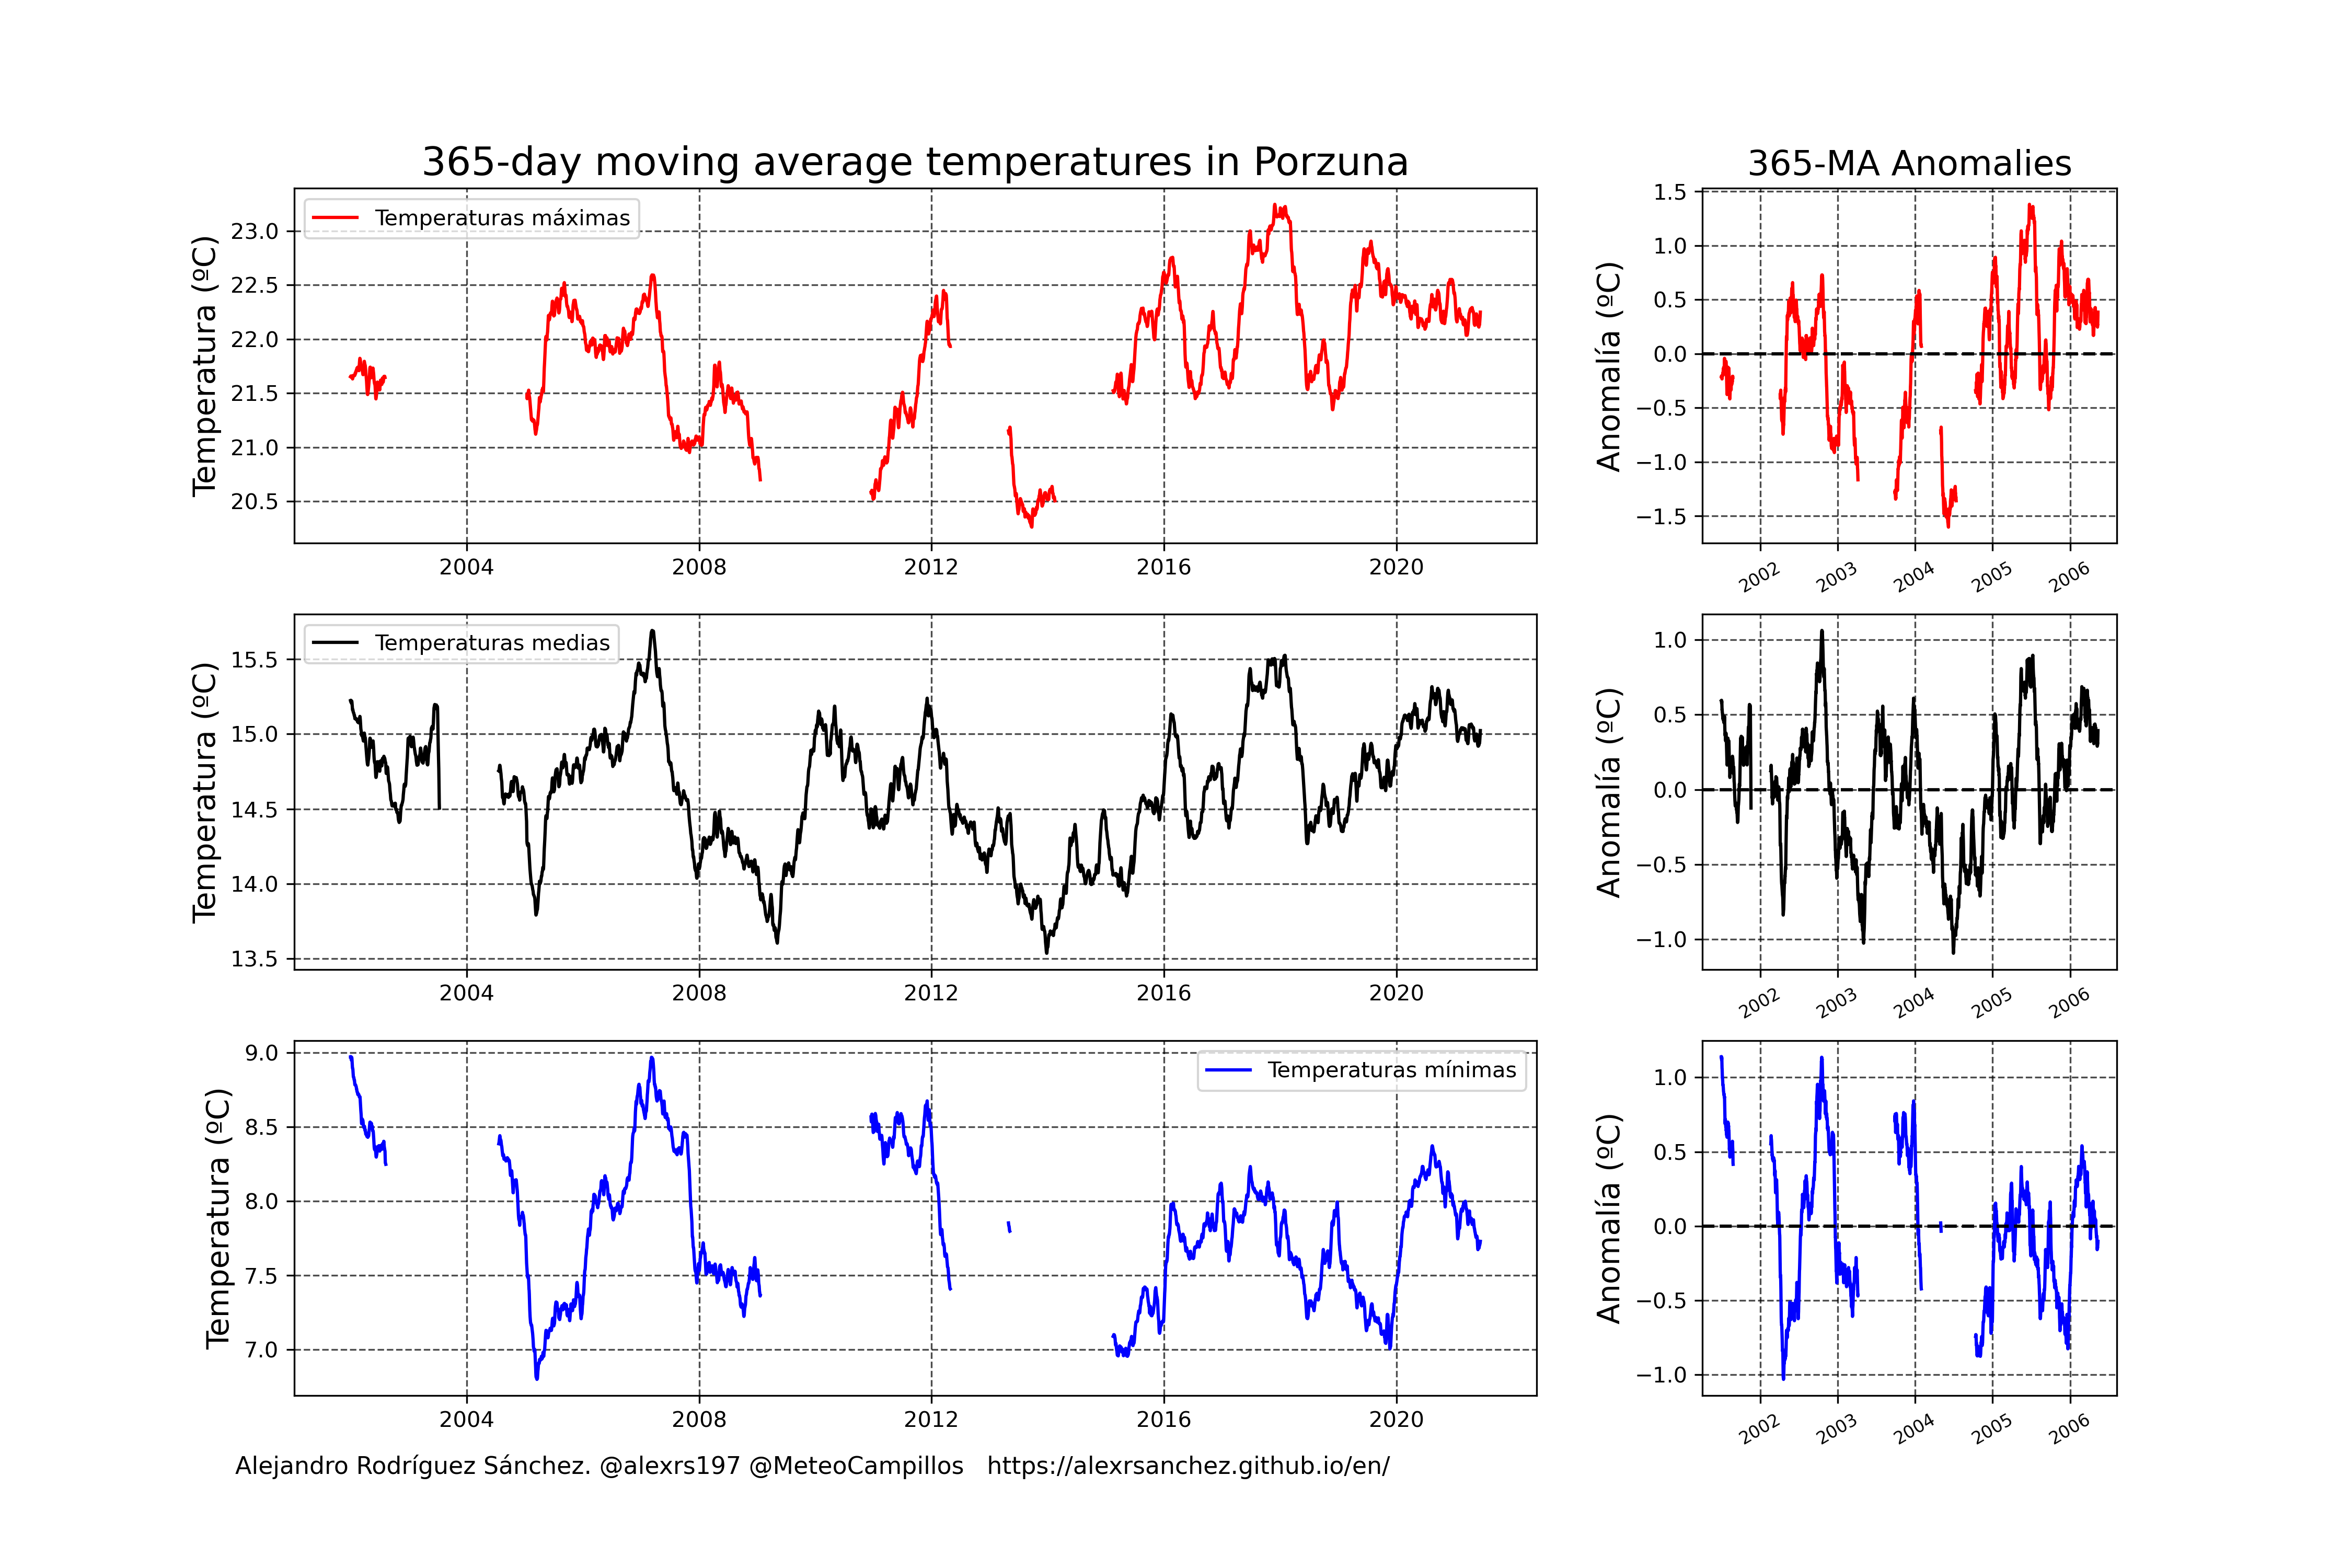 365-day moving average temperatures in Porzuna
365-MA Anomalies
Temperaturas máximas
Temperatura (ºC)
23.0
22.5
22.0
21.5
21.0
20.5
2004 2008 2012 2016 2020
Anomalía (ºC)
1.5
1.0
0.5
0.0
−0.5
−1.0
−1.5
2002 2003 2004 2005 2006
Temperaturas medias
Temperatura (ºC)
15.5
15.0
14.5
14.0
13.5
2004 2008 2012 2016 2020
Anomalía (ºC)
1.0
0.5
0.0
−0.5
−1.0
2002 2003 2004 2005 2006
Temperaturas mínimas
Temperatura (ºC)
9.0
8.5
8.0
7.5
7.0
2004 2008 2012 2016 2020
Anomalía (ºC)
1.0
0.5
0.0
−0.5
−1.0
2002 2003 2004 2005 2006
Alejandro Rodríguez Sánchez. @alexrs197 @MeteoCampillos https://alexrsanchez.github.io/en/